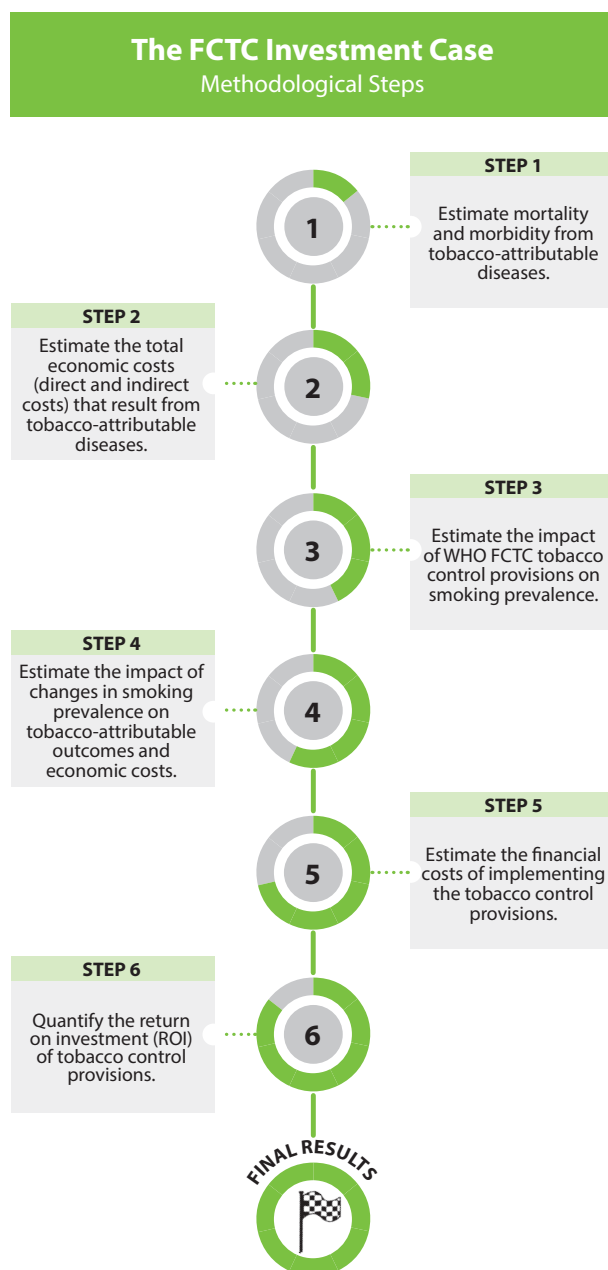 The FCTC Investment Case
Methodological Steps
1
STEP 1
Estimate mortality
and morbidity from
tobacco-attributable
diseases.
STEP 2
Estimate the total
economic costs
(direct and indirect
costs) that result from
tobacco-attributable
diseases.
2
3
STEP 3
Estimate the impact
of WHO FCTC tobacco
control provisions on
smoking prevalence.
STEP 4
Estimate the impact of
changes in smoking
prevalence on
tobacco-attributable
outcomes and
economic costs.
4
5
STEP 5
Estimate the financial
costs of implementing
the tobacco control
provisions.
STEP 6
Quantify the return
on investment (ROI)
of tobacco control
provisions.
6
FINAL RESULTS